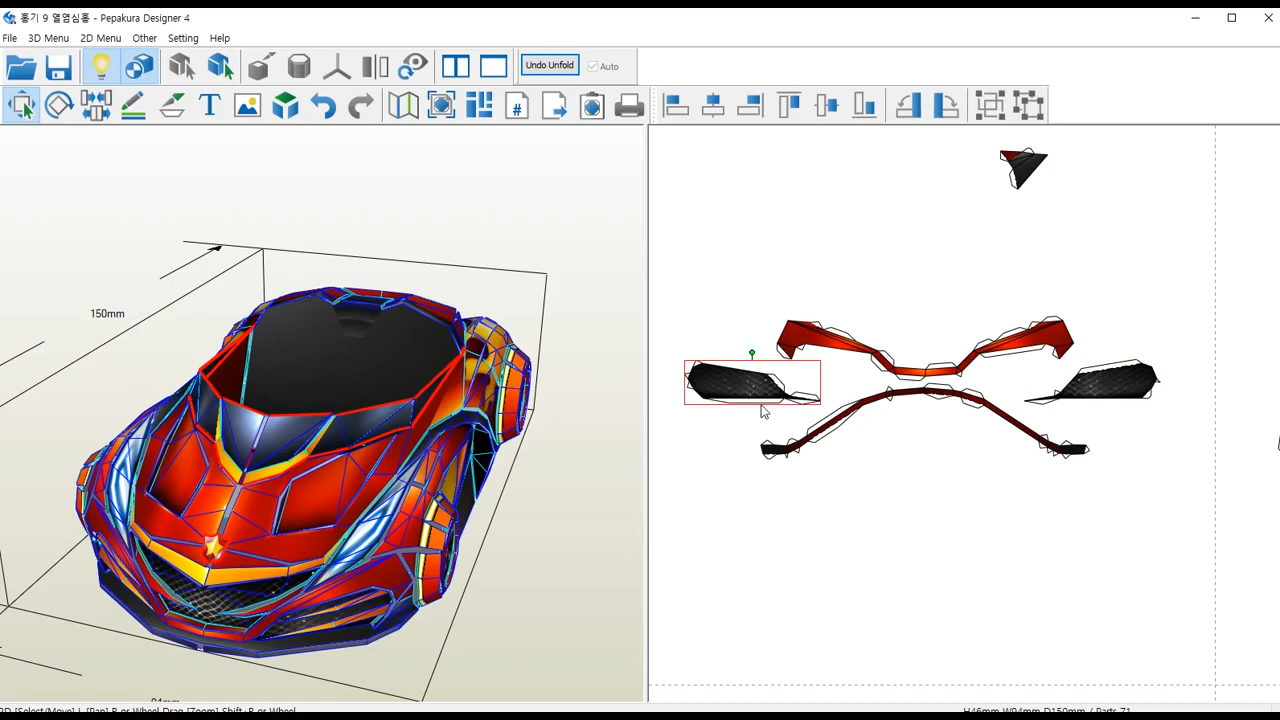 홍기 9 열염심홍 - Pepakura Designer 4
File 3D Menu 2D Menu Other Setting Help
Undo Unfold Auto
T #
150mm